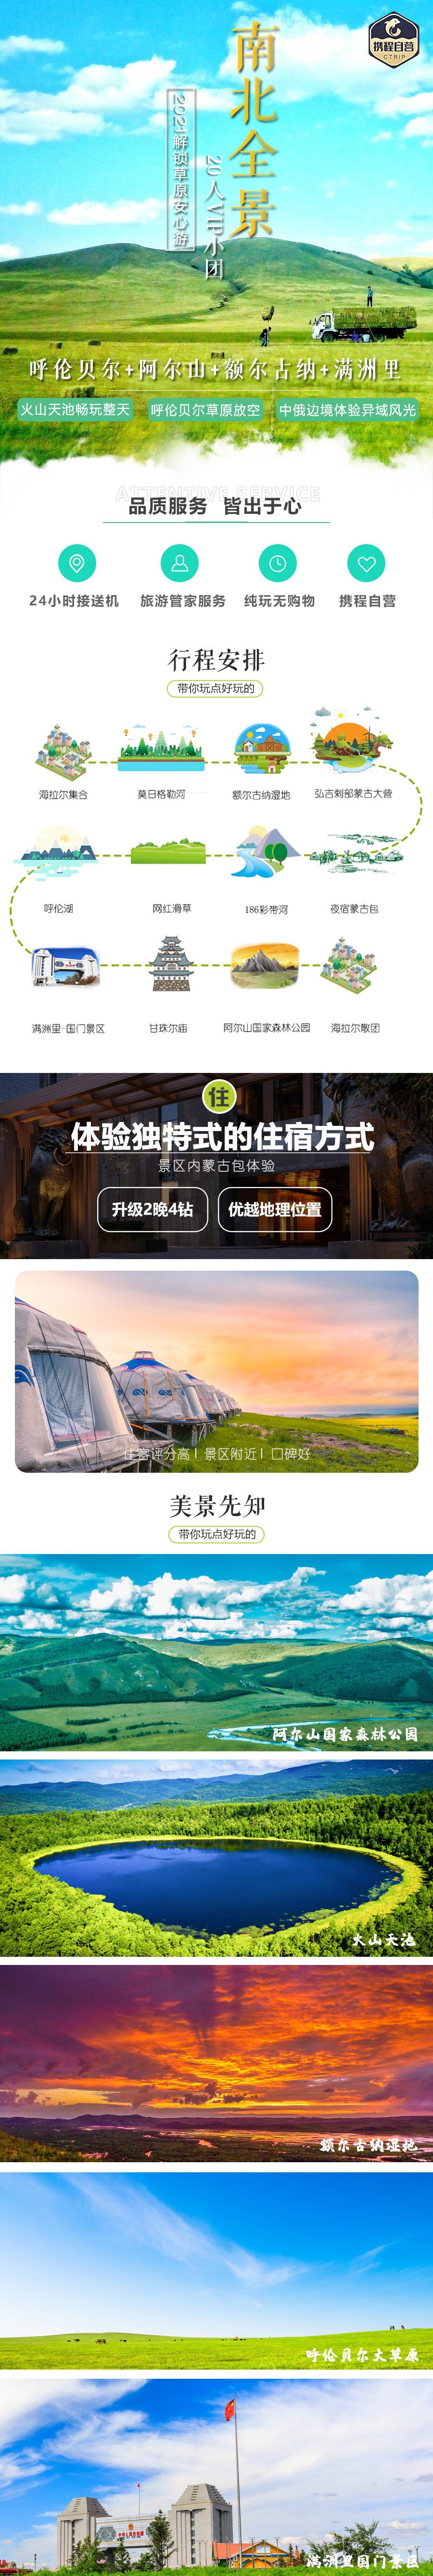 携程自营
CTRIP
南北全景
20人VIP小团
2021解锁草原安心游
呼伦贝尔+阿尔山+额尔古纳+满洲里
火山天池畅玩整天
呼伦贝尔草原放空
中俄边境体验异域风光
ATTENTIVE SERVICE
品质服务 皆出于心
24小时接送机
旅游管家服务
纯玩无购物
携程自营
行程安排
带你玩点好玩的
海拉尔集合
莫日格勒河
额尔古纳湿地
弘吉剌部蒙古大营
呼伦湖
网红滑草
186彩带河
夜宿蒙古包
满洲里-国门景区
甘珠尔庙
阿尔山国家森林公园
海拉尔散团
住
体验独特式的住宿方式
景区内蒙古包体验
升级2晚4钻
优越地理位置
住客评分高| 景区附近| 口碑好
美景先知
带你玩点好玩的
阿尔山国家森林公园
火山天池
额尔古纳湿地
呼伦贝尔大草原
中华人民共和国
满洲里国门景区